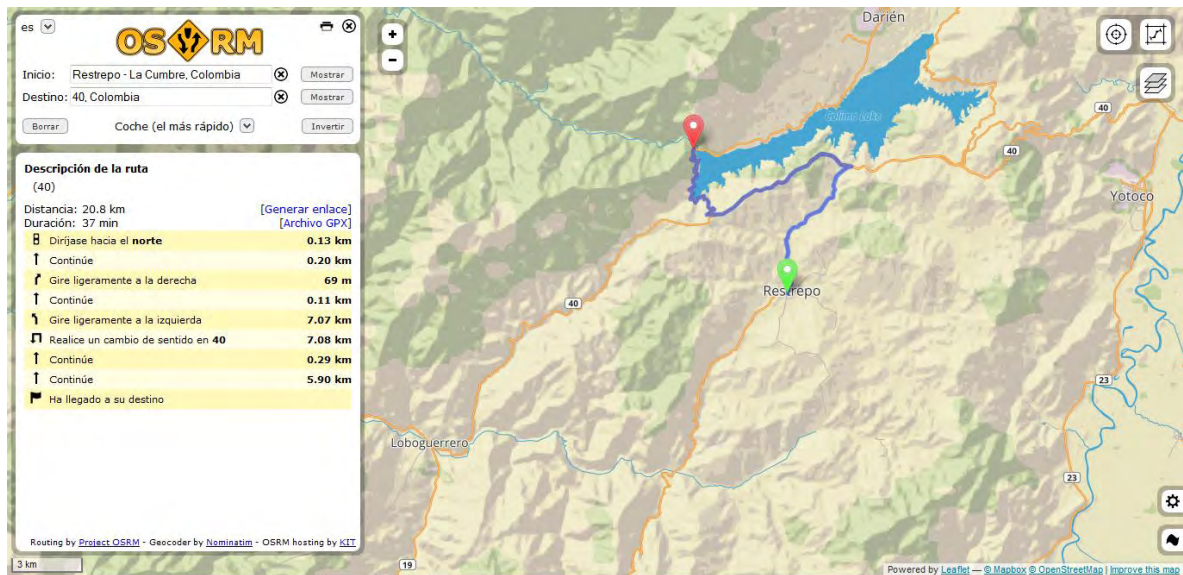 es
OSRM
Inicio: Restrepo - La Cumbre, Colombia Mostrar
Destino: 40, Colombia Mostrar
Borrar Coche (el más rápido) Invertir
Descripción de la ruta
(40)
Distancia: 20.8 km [Generar enlace]
Duración: 37 min [Archivo GPX]
Diríjase hacia el norte 0.13 km
Continúe 0.20 km
Gire ligeramente a la derecha 69 m
Continúe 0.11 km
Gire ligeramente a la izquierda 7.07 km
Realice un cambio de sentido en 40 7.08 km
Continúe 0.29 km
Continúe 5.90 km
Ha llegado a su destino
Routing by Project OSRM - Geocoder by Nominatim - OSRM hosting by KIT
3 km
+
-
Darién
Calima Lake
40
40
Yotoco
Restrepo
40
23
Loboguerrero
23
19
Powered by Leaflet — © Mapbox © OpenStreetMap | Improve this map